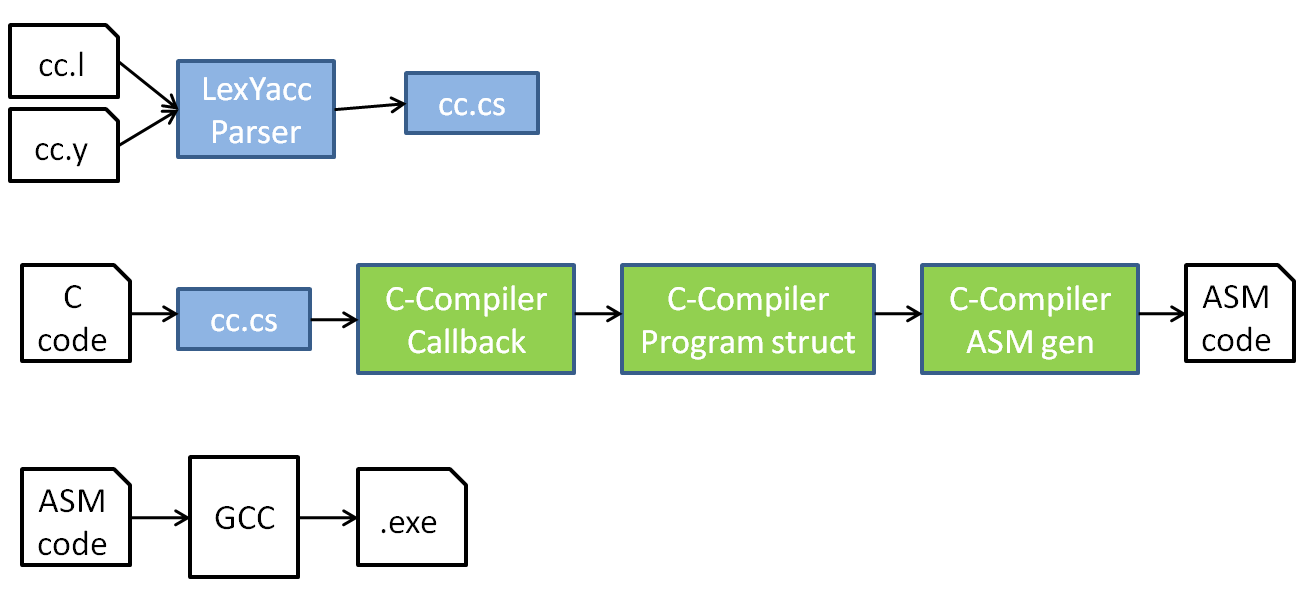 cc.l
cc.y
LexYacc
Parser
cc.cs
C
code
cc.cs
C-Compiler
Callback
C-Compiler
Program struct
C-Compiler
ASM gen
ASM
code
ASM
code
GCC
.exe